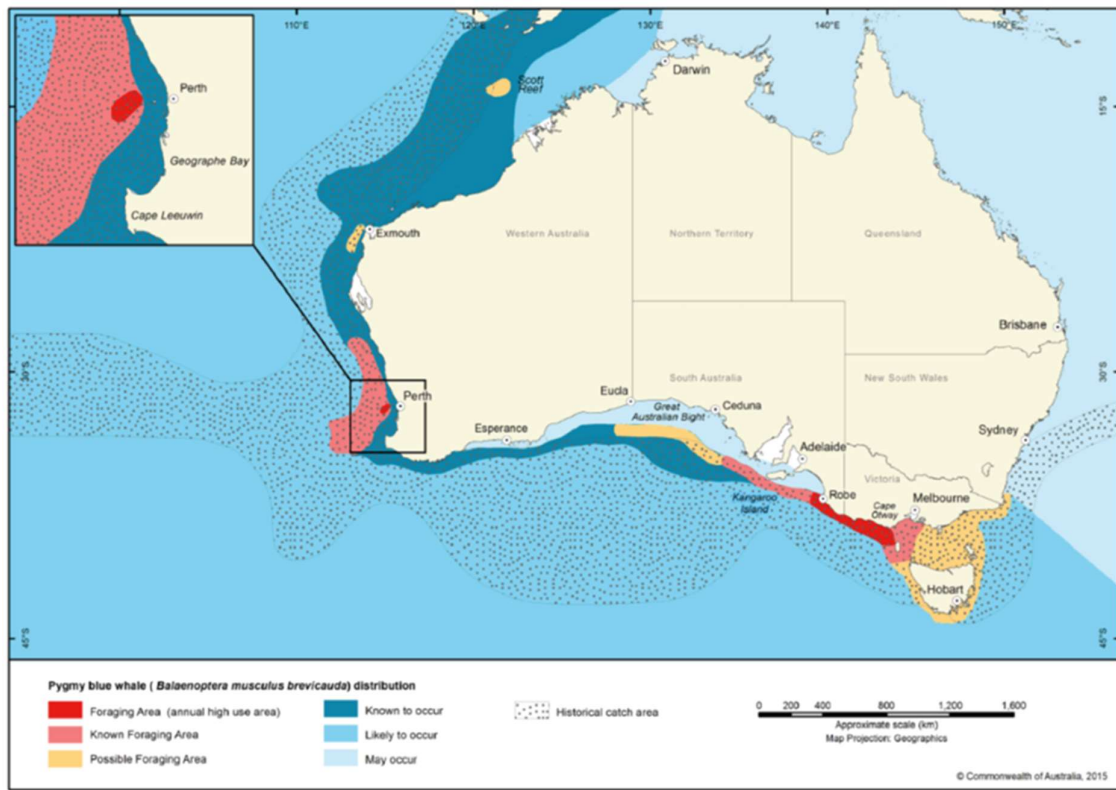 110°E
120°E
130°E
140°E
150°E
Perth
Geographe Bay
Cape Leeuwin
Scott
Reef
Darwin
15°S
15°S
Exmouth
Western Australia
Northern Territory
Queensland
Brisbane
30°S
30°S
Perth
Esperance
Eucla
South Australia
Great
Australian Bight
Ceduna
New South Wales
Sydney
Adelaide
Victoria
Kangaroo
Island
Robe
Cape
Otway
Melbourne
Hobart
45°S
45°S
Pygmy blue whale ( Balaenoptera musculus brevicauda) distribution
Foraging Area (annual high use area)
Known Foraging Area
Possible Foraging Area
Known to occur
Likely to occur
May occur
Historical catch area
0 200 400 800 1,200 1,600
Approximate scale (km)
Map Projection: Geographics
© Commonwealth of Australia, 2015